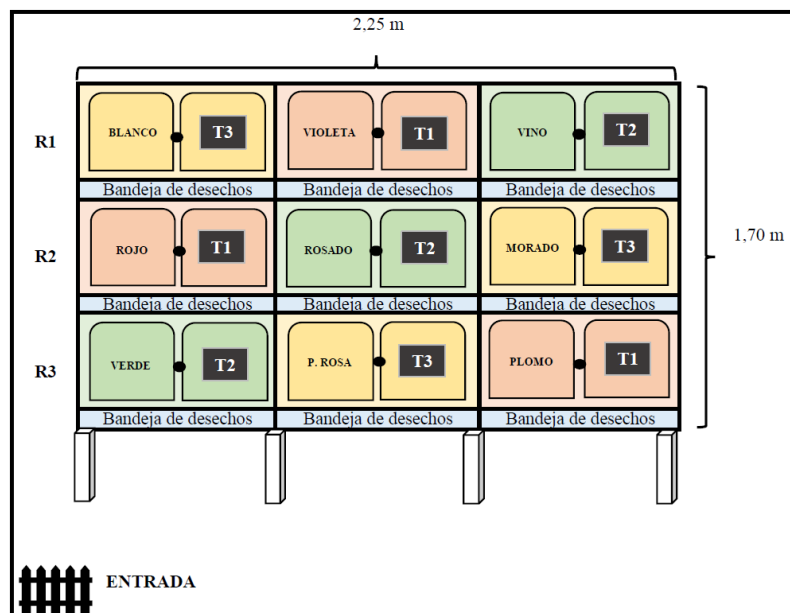 2,25 m
R1
BLANCO
T3
VIOLETA
T1
VINO
T2
Bandeja de desechos
Bandeja de desechos
Bandeja de desechos
R2
ROJO
T1
ROSADO
T2
MORADO
T3
1,70 m
Bandeja de desechos
Bandeja de desechos
Bandeja de desechos
R3
VERDE
T2
P. ROSA
T3
PLOMO
T1
Bandeja de desechos
Bandeja de desechos
Bandeja de desechos
ENTRADA